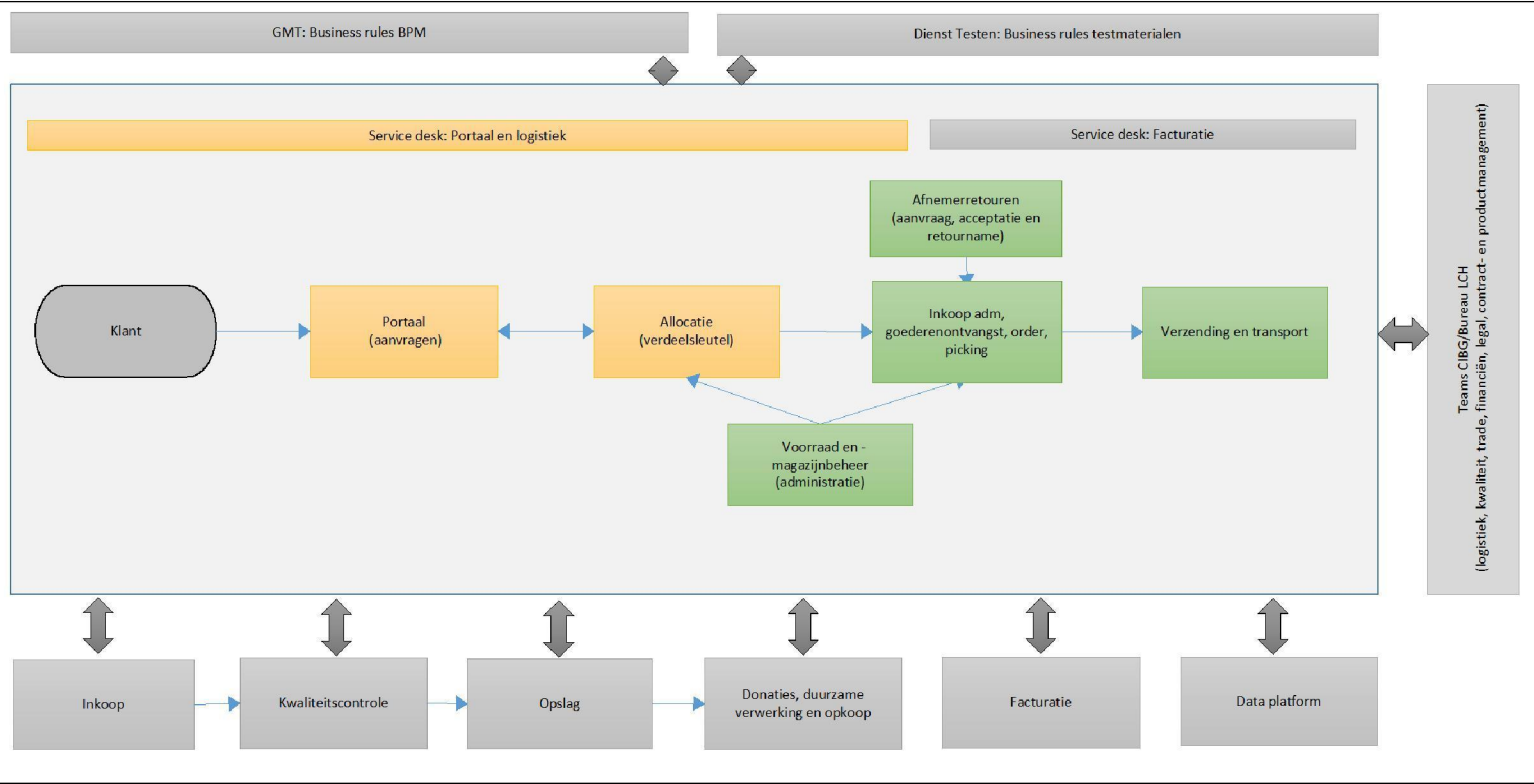 GMT: Business rules BPM
Dienst Testen: Business rules testmaterialen
Service desk: Portaal en logistiek
Service desk: Facturatie
Afnemerretouren
(aanvraag, acceptatie en
retourname)
Klant
Portaal
(aanvragen)
Allocatie
(verdeelsleutel)
Inkoop adm,
goederenontvangst, order,
picking
Verzending en transport
Voorraad en -
magazijnbeheer
(administratie)
Teams CIBG/Bureau LCH
(logistiek, kwaliteit, trade, financiën, legal, contract- en productmanagement)
Inkoop
Kwaliteitscontrole
Opslag
Donaties, duurzame
verwerking en opkoop
Facturatie
Data platform